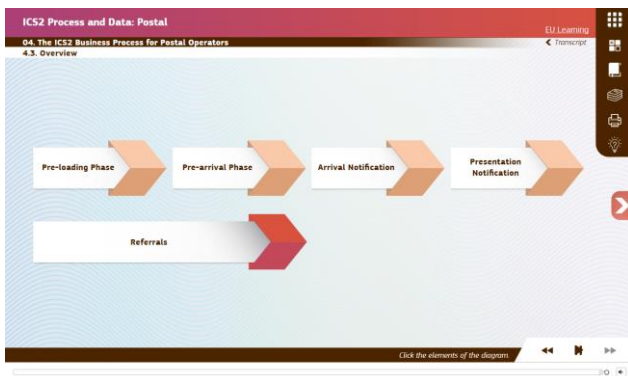 ICS2 Process and Data: Postal
EU Learning
04. The ICS2 Business Process for Postal Operators
Transcript
4.3. Overview
Pre-loading Phase
Pre-arrival Phase
Arrival Notification
Presentation
Notification
Referrals
Click the elements of the diagram.